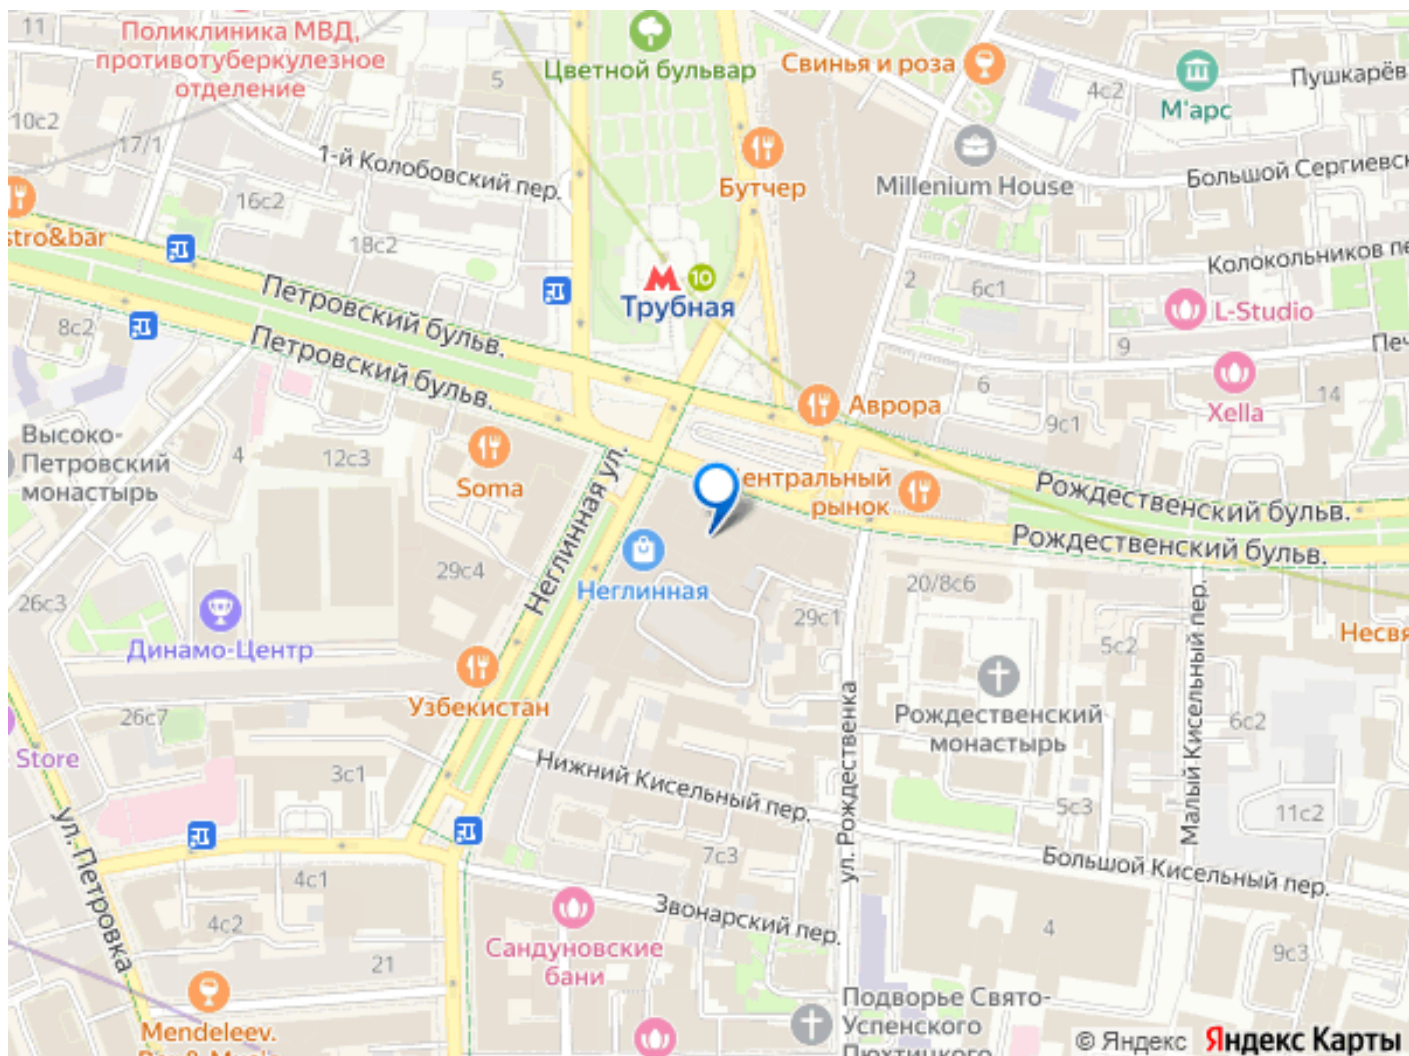 11
Поликлиника МВД,
противотуберкулезное
отделение
5
Цветной бульвар
Свинья и роза
4с2
М'арс
Пушкарёв
10с2
17/1
1-й Колобовский пер.
Бутчер
Millenium House
Большой Сергиевск
16с2
stro&bar
18с2
Колокольников пе
Петровский бульв.
10
Трубная
2
6с1
L-Studio
8с2
Петровский бульв.
9
Печ
6
Xella
14
Аврора
9с1
Высоко-
Петровский
монастырь
4
12с3
Soma
Неглинная ул.
ентральный
рынок
Рождественский бульв.
Рождественский бульв.
29с4
Неглинная
20/8с6
26с3
Динамо-Центр
29с1
5с2
Малый Кисельный пер.
Несвя
Узбекистан
ул. Рождественка
Рождественский
монастырь
6с2
26с7
Store
3с1
Нижний Кисельный пер.
5с3
11с2
ул. Петровка
7с3
Большой Кисельный пер.
4с1
4с2
Звонарский пер.
4
Сандуновские
бани
21
9с3
Mendeleev.
Подворье Свято-
Успенского
Пюхтицкого
© Яндекс Яндекс Карты